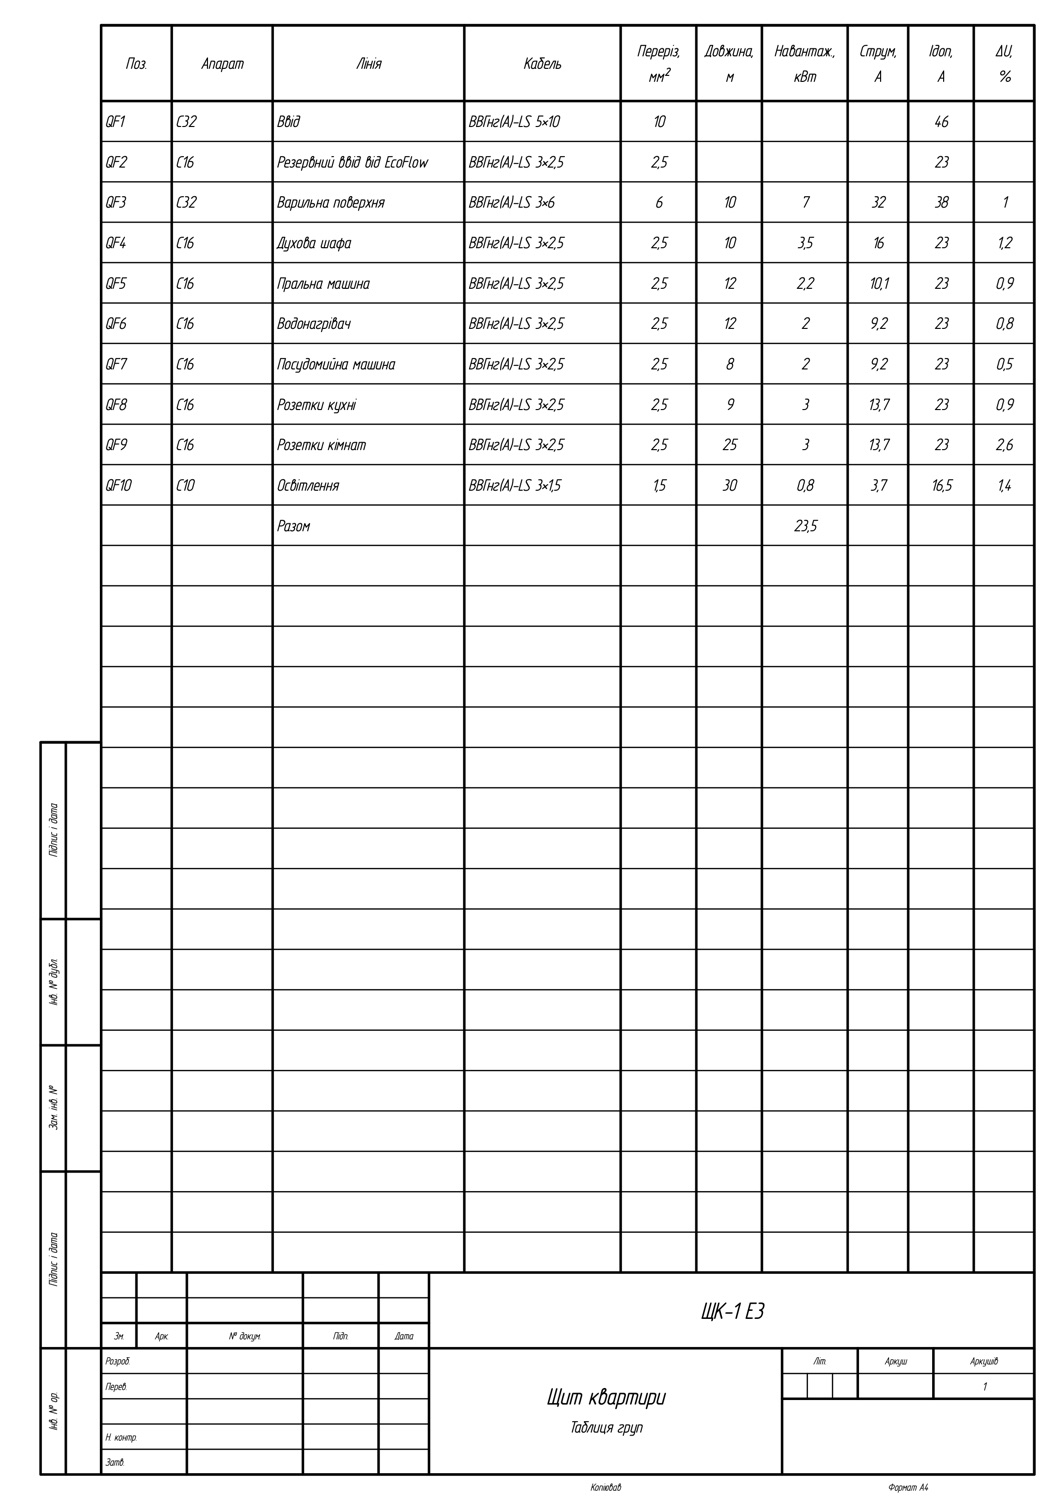 Поз. Апарат Лінія Кабель Переріз, мм² Довжина, м Навантаж., кВт Струм, А Iдоп, А ΔU, %
QF1 C32 Ввід ВВГнг(А)-LS 5×10 10 46
QF2 C16 Резервний ввід від EcoFlow ВВГнг(А)-LS 3×2,5 2,5 23
QF3 C32 Варильна поверхня ВВГнг(А)-LS 3×6 6 10 7 32 38 1
QF4 C16 Духова шафа ВВГнг(А)-LS 3×2,5 2,5 10 3,5 16 23 1,2
QF5 C16 Пральна машина ВВГнг(А)-LS 3×2,5 2,5 12 2,2 10,1 23 0,9
QF6 C16 Водонагрівач ВВГнг(А)-LS 3×2,5 2,5 12 2 9,2 23 0,8
QF7 C16 Посудомийна машина ВВГнг(А)-LS 3×2,5 2,5 8 2 9,2 23 0,5
QF8 C16 Розетки кухні ВВГнг(А)-LS 3×2,5 2,5 9 3 13,7 23 0,9
QF9 C16 Розетки кімнат ВВГнг(А)-LS 3×2,5 2,5 25 3 13,7 23 2,6
QF10 C10 Освітлення ВВГнг(А)-LS 3×1,5 1,5 30 0,8 3,7 16,5 1,4
Разом 23,5
Підпис і дата
Інв. № дубл.
Зам. інв. №
Підпис і дата
Інв. № ор.
ЩК-1 Е3
Зм. Арк. № докум. Підп. Дата
Розроб. Літ. Аркуш Аркушів
Перев. 1
Щит квартири
Таблиця груп
Н. контр.
Затв.
Копіював Формат А4